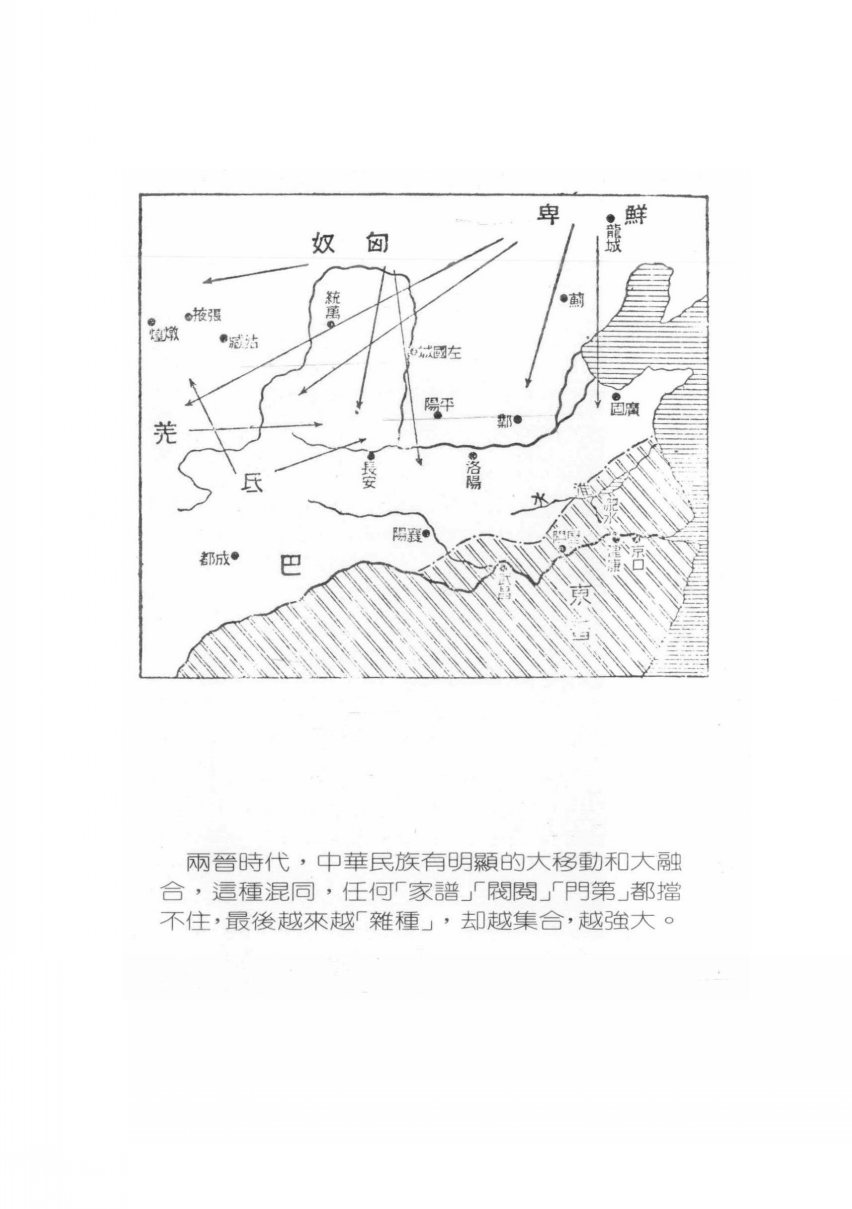 鮮卑
匈奴
龍城
薊
統萬
張掖
燉煌
姑臧
左國城
平陽
鄴
廣固
羌
氐
長安
洛陽
淮水
肥水
襄陽
成都
巴
武昌
建康
京口
東晉
兩晉時代，中華民族有明顯的大移動和大融
合，這種混同，任何「家譜」「閥閱」「門第」都擋
不住，最後越來越「雜種」，却越集合，越強大。